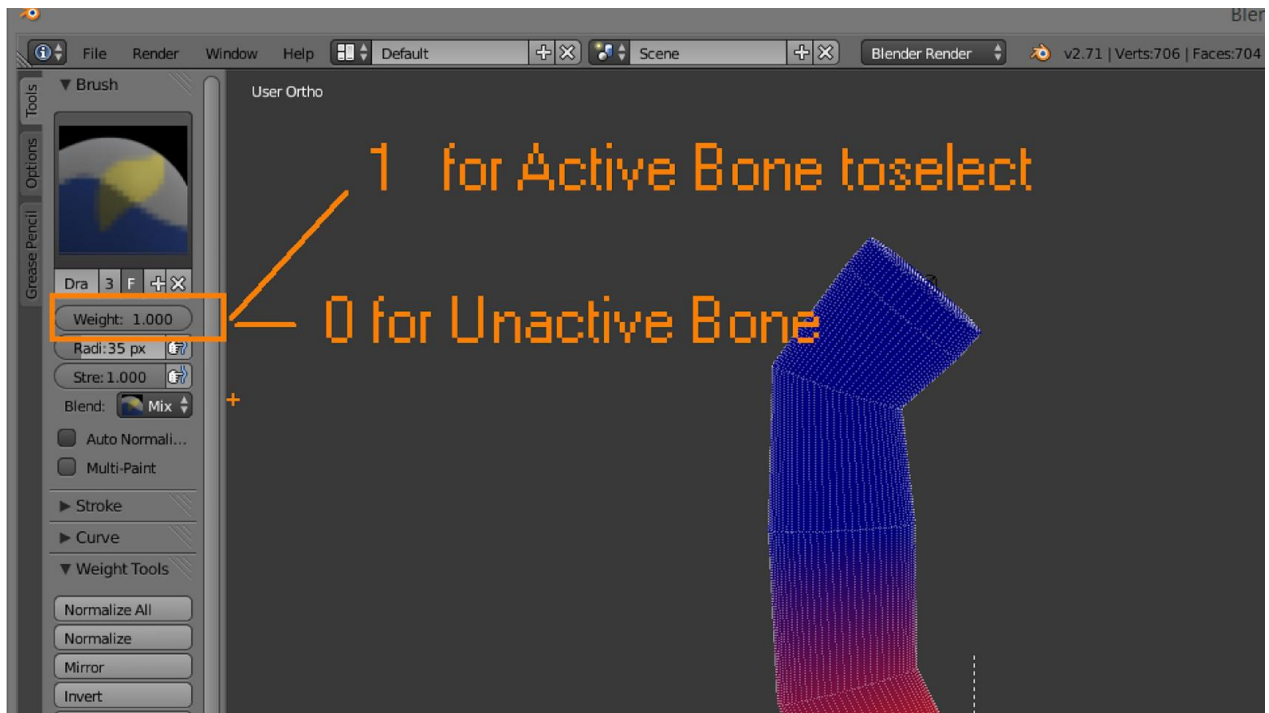 Blen
File Render Window Help Default Scene Blender Render v2.71 | Verts:706 | Faces:704
Tools
Options
Grease Pencil
Brush
User Ortho
1 for Active Bone toselect
Dra 3 F
Weight: 1.000
0 for Unactive Bone
Radi:35 px
Stre:1.000
Blend: Mix
Auto Normali...
Multi-Paint
Stroke
Curve
Weight Tools
Normalize All
Normalize
Mirror
Invert